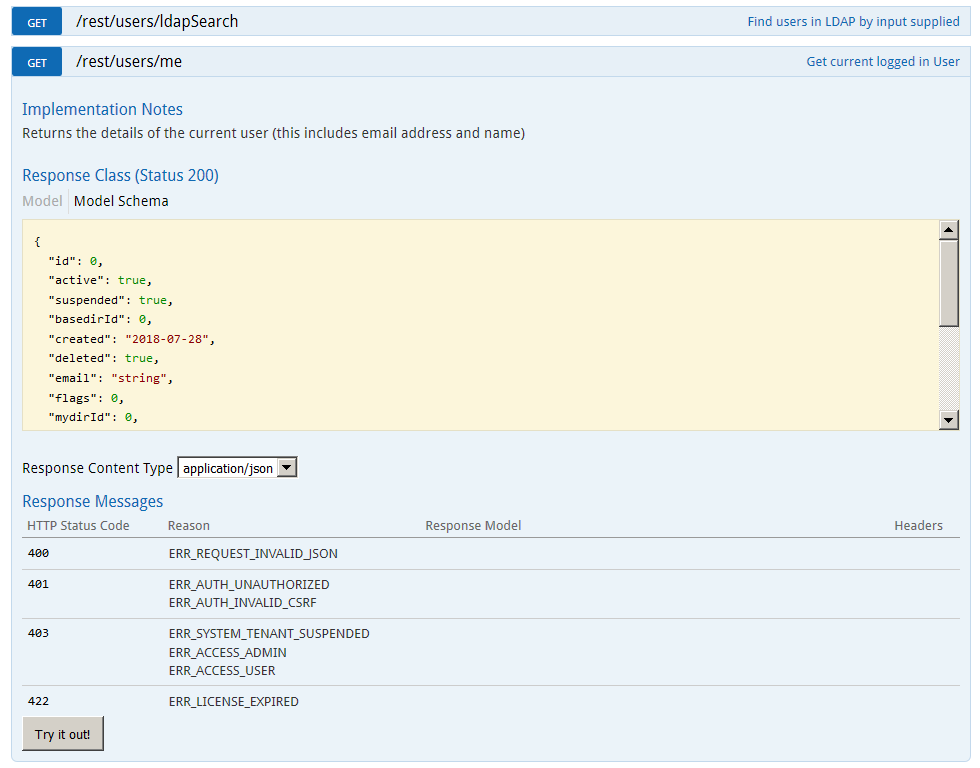 GET /rest/users/ldapSearch Find users in LDAP by input supplied
GET /rest/users/me Get current logged in User
Implementation Notes
Returns the details of the current user (this includes email address and name)
Response Class (Status 200)
Model Model Schema
{
"id": 0,
"active": true,
"suspended": true,
"basedirId": 0,
"created": "2018-07-28",
"deleted": true,
"email": "string",
"flags": 0,
"mydirId": 0,
Response Content Type application/json
Response Messages
HTTP Status Code Reason Response Model Headers
400 ERR_REQUEST_INVALID_JSON
401 ERR_AUTH_UNAUTHORIZED
ERR_AUTH_INVALID_CSRF
403 ERR_SYSTEM_TENANT_SUSPENDED
ERR_ACCESS_ADMIN
ERR_ACCESS_USER
422 ERR_LICENSE_EXPIRED
Try it out!